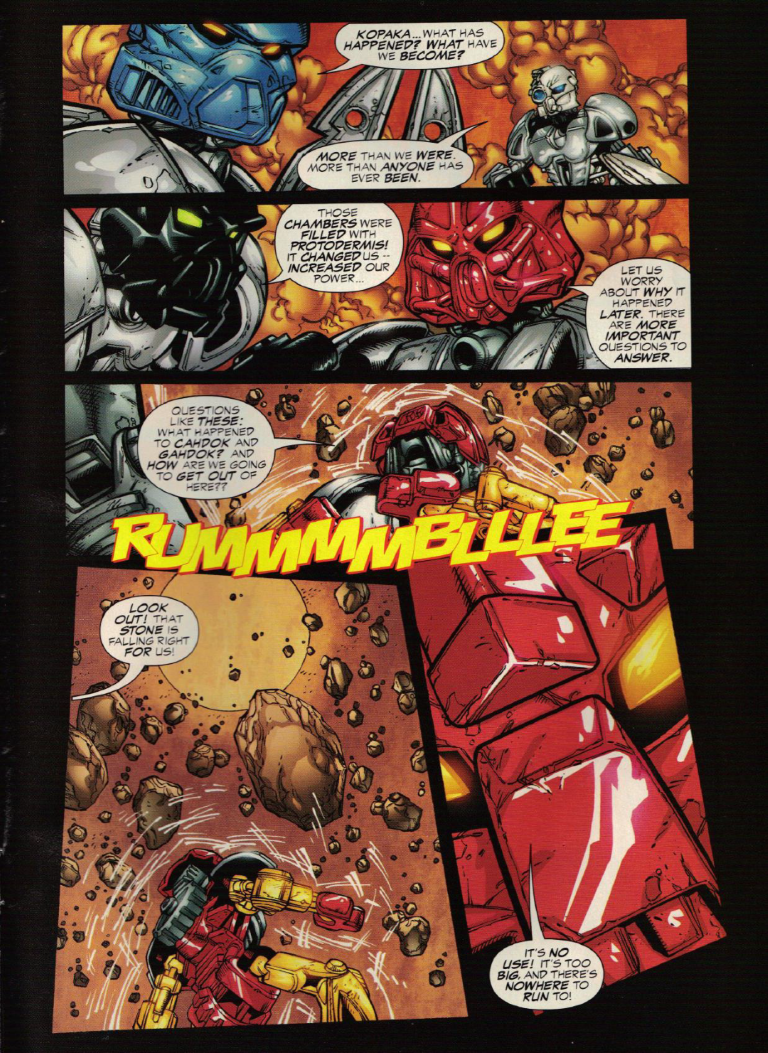 KOPAKA...WHAT HAS
HAPPENED? WHAT HAVE
WE BECOME?
MORE THAN WE WERE.
MORE THAN ANYONE HAS
EVER BEEN.
THOSE
CHAMBERS WERE
FILLED WITH
PROTODERMIS!
IT CHANGED US --
INCREASED OUR
POWER...
LET US
WORRY
ABOUT WHY IT
HAPPENED
LATER. THERE
ARE MORE
IMPORTANT
QUESTIONS TO
ANSWER.
QUESTIONS
LIKE THESE:
WHAT HAPPENED
TO CAHDOK AND
GAHDOK? AND
HOW ARE WE GOING
TO GET OUT OF
HERE??
RUMMMMBLLLEE
LOOK
OUT! THAT
STONE IS
FALLING RIGHT
FOR US!
IT'S NO
USE! IT'S TOO
BIG, AND THERE'S
NOWHERE TO
RUN TO!